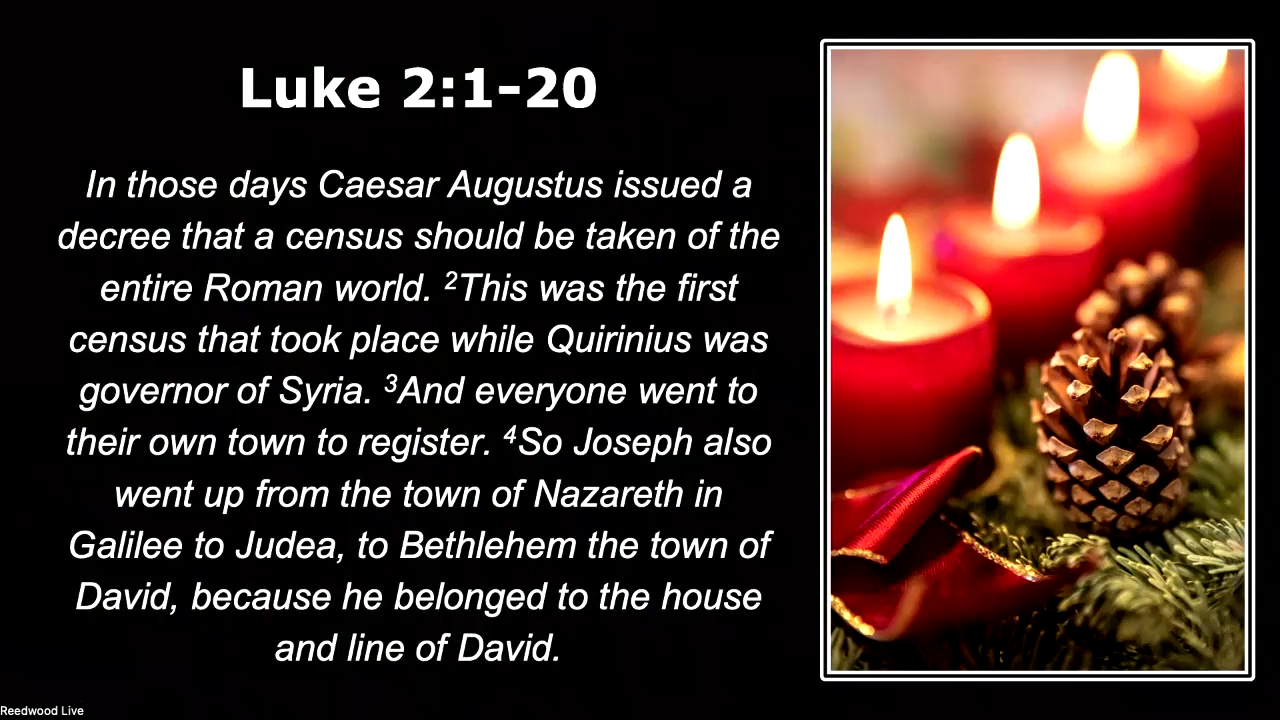 Luke 2:1-20
In those days Caesar Augustus issued a
decree that a census should be taken of the
entire Roman world. ²This was the first
census that took place while Quirinius was
governor of Syria. ³And everyone went to
their own town to register. ⁴So Joseph also
went up from the town of Nazareth in
Galilee to Judea, to Bethlehem the town of
David, because he belonged to the house
and line of David.
Reedwood Live